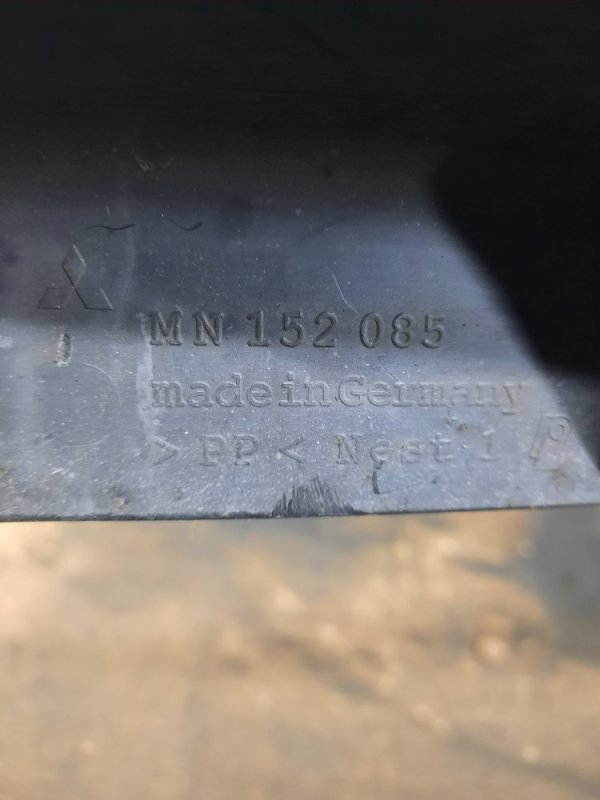 MN 152 085
made in Germany
> PP < Nest 1